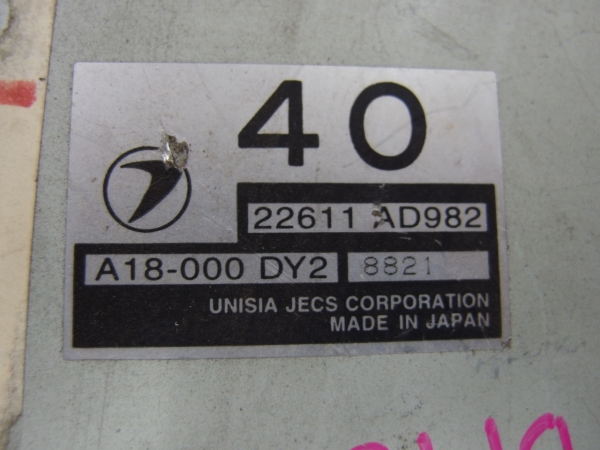 40
22611 AD982
A18-000 DY2 8821
UNISIA JECS CORPORATION
MADE IN JAPAN